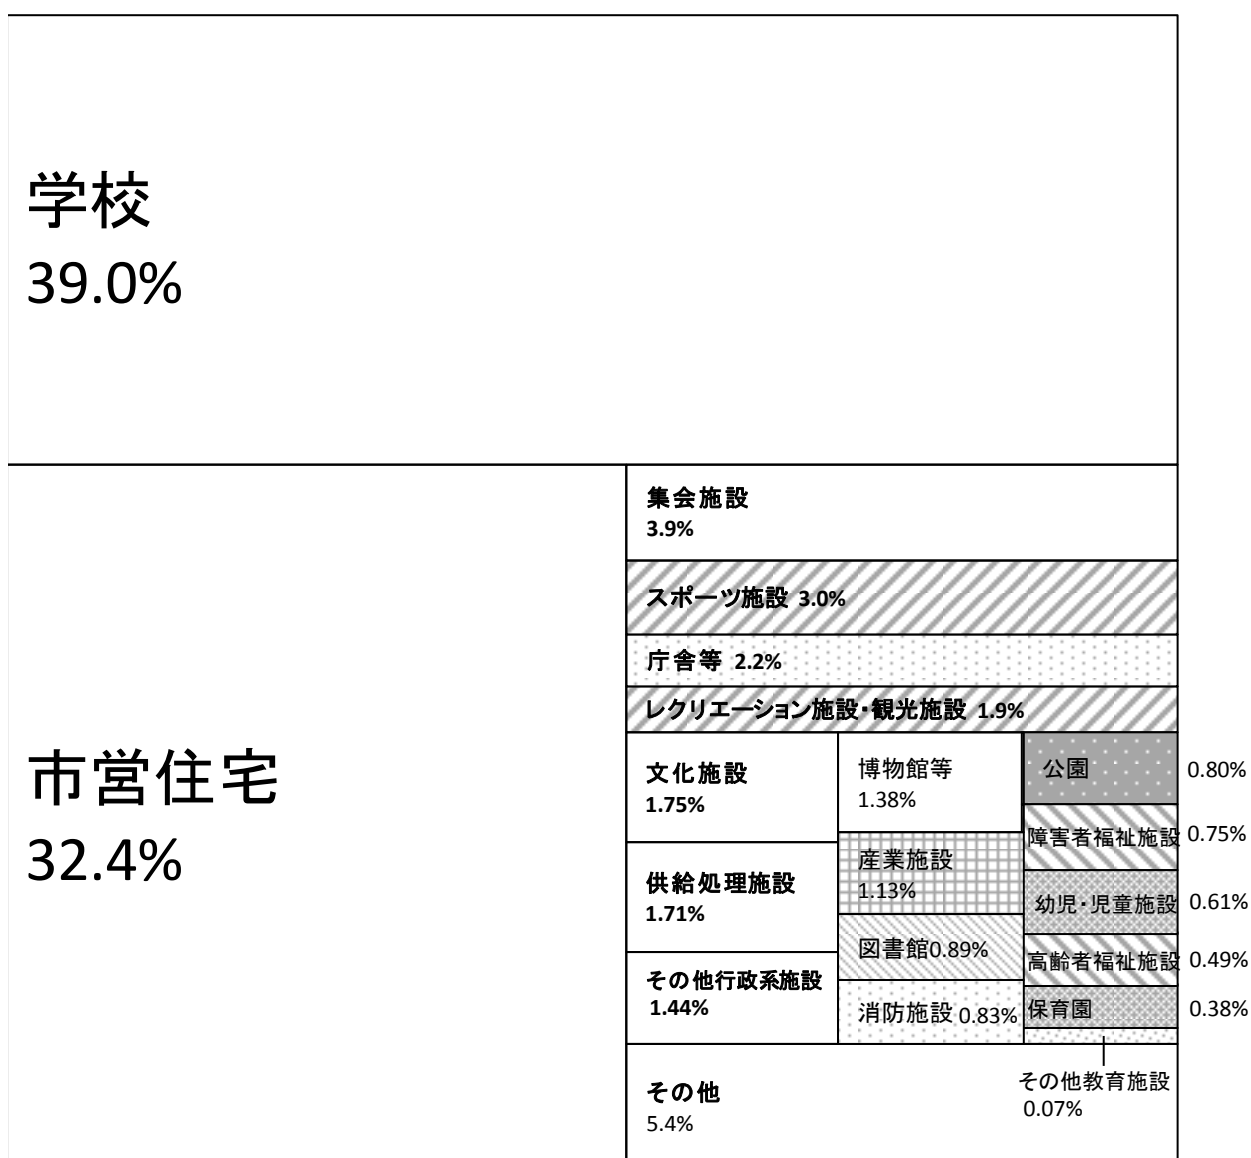 学校
39.0%
市営住宅
32.4%
集会施設
3.9%
スポーツ施設 3.0%
庁舎等 2.2%
レクリエーション施設・観光施設 1.9%
文化施設
1.75%
供給処理施設
1.71%
その他行政系施設
1.44%
博物館等
1.38%
産業施設
1.13%
図書館0.89%
消防施設 0.83%
公園 0.80%
障害者福祉施設 0.75%
幼児・児童施設 0.61%
高齢者福祉施設 0.49%
保育園 0.38%
その他教育施設
0.07%
その他
5.4%